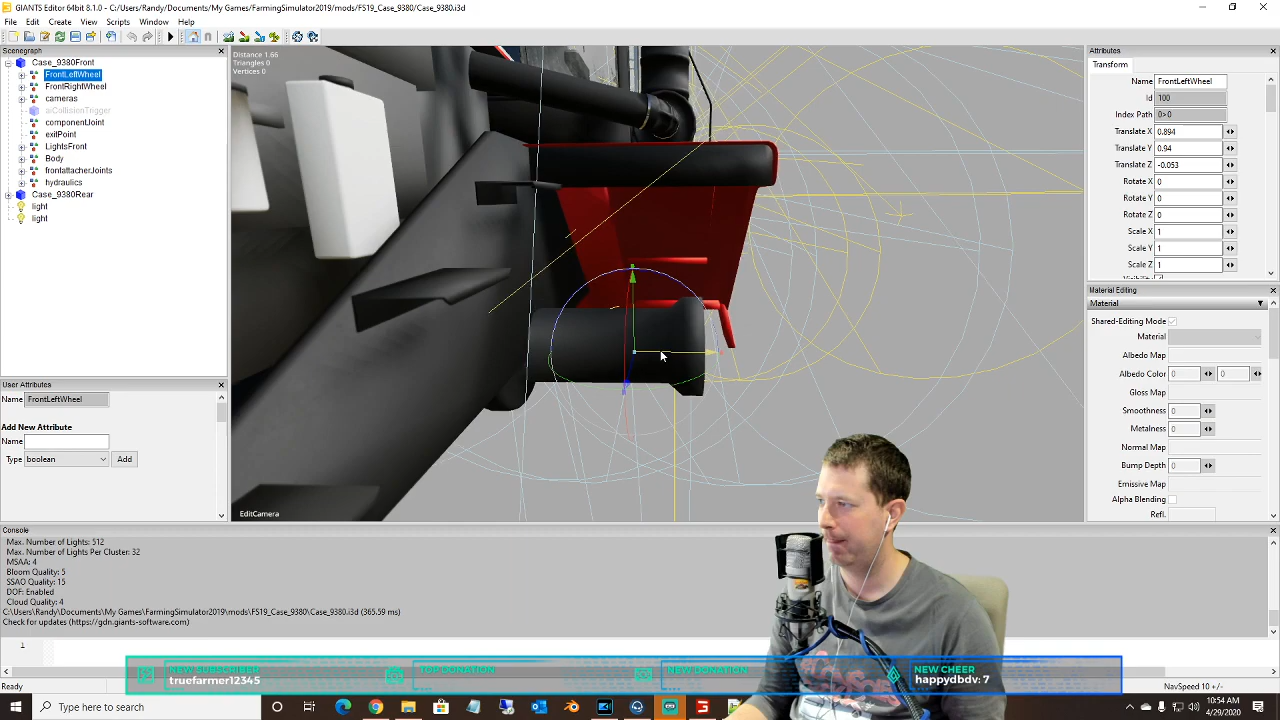 GIANTS Editor 64bit 8.1.0 - C:/Users/Randy/Documents/My Games/FarmingSimulator2019/mods/FS19_Case_9380/Case_9380.i3d
File Edit Create View Scripts Window Help
Scenegraph
Case_9380Front
FrontLeftWheel
FrontRightWheel
cameras
aiCollisionTrigger
componentJoint
exitPoint
LightsFront
Body
frontattacherJoints
hydraulics
Case_9380Rear
light
light
User Attributes
Name FrontLeftWheel
Add New Attribute
Name
Type boolean Add
Distance 1.66
Triangles 0
Vertices 0
EditCamera
Attributes
Transform
Name FrontLeftWheel
Id 100
Index Path 0>0
Translate X 0.894
Translate Y 0.94
Translate Z -0.053
Rotate X 0
Rotate Y 0
Rotate Z 0
Scale X 1
Scale Y 1
Scale Z 1
Material Editing
Material
Shared-Editing Mode
Material
Albedo Map
Albedo Color 0 0
Gloss Map
Smoothness 0
Metalness 0
Normal Map
Bump Depth 0
Emissive Map
Alpha Blending
Refl.
Console
Max. Number of Lights: 512
Max. Number of Lights Per Cluster: 32
MSAA: 4
Bloom Quality: 5
SSAO Quality: 15
DOF: Enabled
Cloud Quality: 4
C:/Users/Randy/Documents/My Games/FarmingSimulator2019/mods/FS19_Case_9380/Case_9380.i3d (365.59 ms)
Check for updates (https://gdn.giants-software.com)
Ready
NavSpeed 10 +/-
NEW SUBSCRIBER
truefarmer12345
TOP DONATION
NEW DONATION
NEW CHEER
happydbdv: 7
Type here to search
10:54 AM
4/29/2020